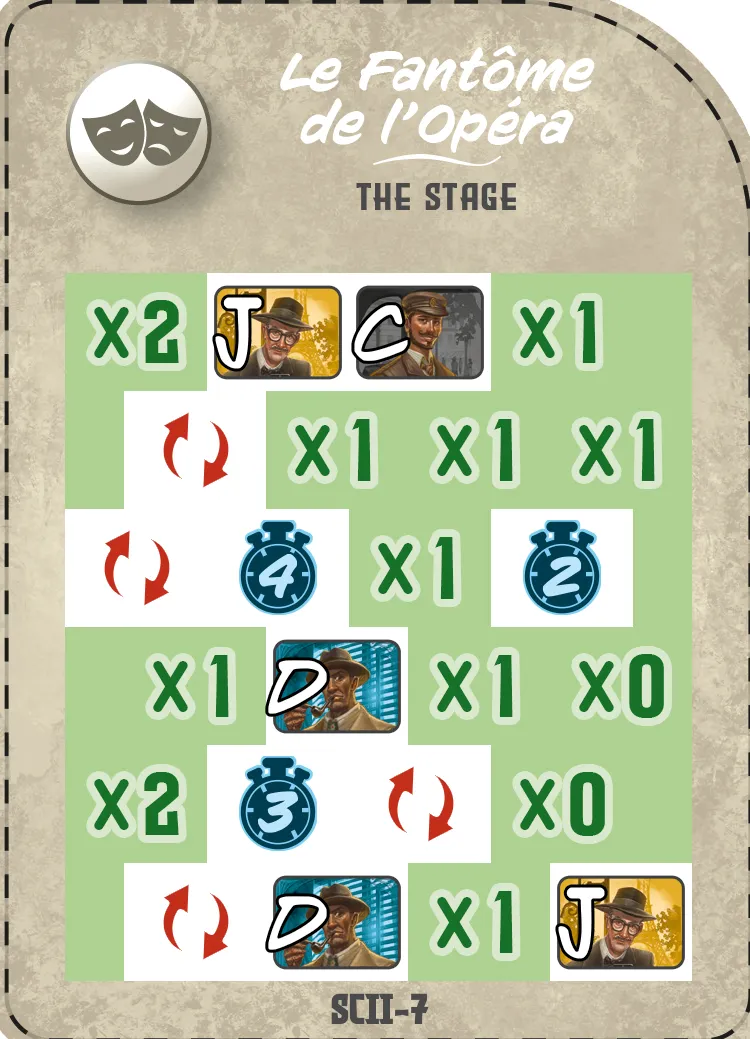 Le Fantôme
de l'Opéra
THE STAGE
X2 J C X1
X1 X1 X1
4 X1 2
X1 D X1 X0
X2 3 X0
D X1 J
SCII-7